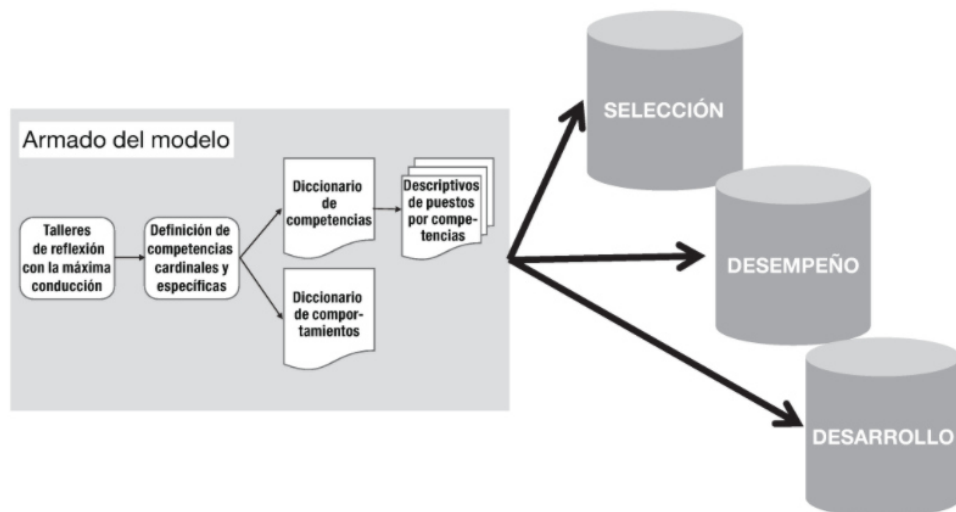 Armado del modelo
Talleres
de reflexión
con la máxima
conducción
Definición de
competencias
cardinales y
específicas
Diccionario
de
competencias
Descriptivos
de puestos
por compe-
tencias
Diccionario
de compor-
tamientos
SELECCIÓN
DESEMPEÑO
DESARROLLO